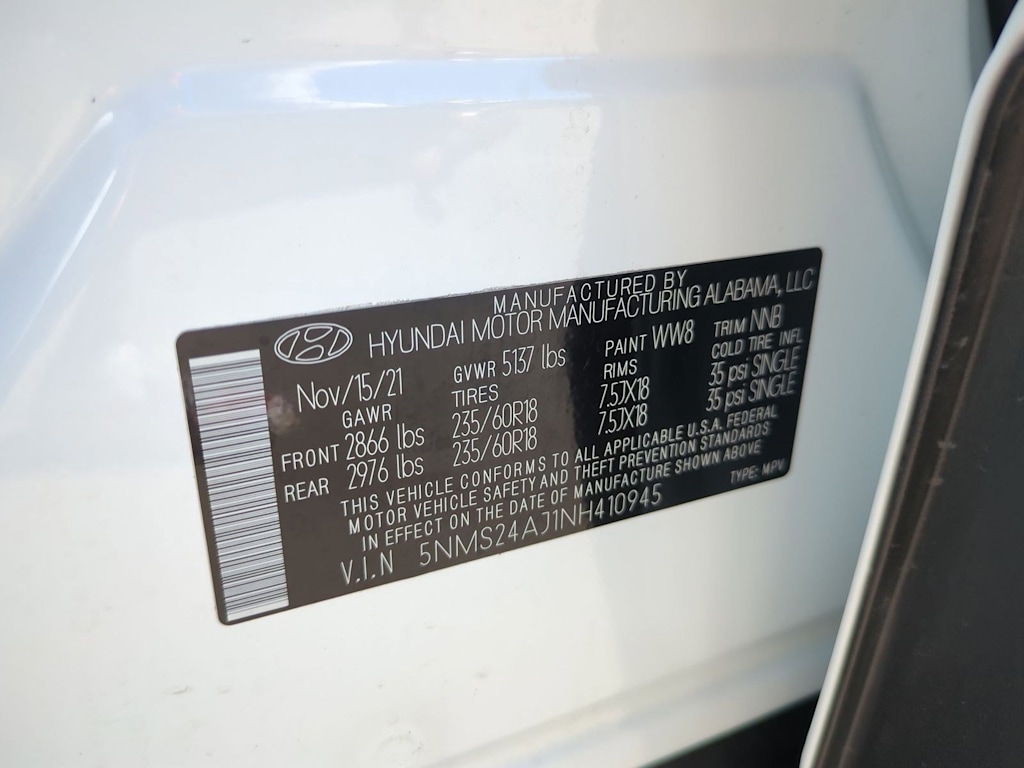 MANUFACTURED BY
HYUNDAI MOTOR MANUFACTURING ALABAMA, LLC
Nov/15/21 GVWR 5137 lbs PAINT WW8 TRIM NNB
GAWR TIRES RIMS COLD TIRE INFL
FRONT 2866 lbs 235/60R18 7.5JX18 35 psi SINGLE
REAR 2976 lbs 235/60R18 7.5JX18 35 psi SINGLE
THIS VEHICLE CONFORMS TO ALL APPLICABLE U.S.A. FEDERAL
MOTOR VEHICLE SAFETY AND THEFT PREVENTION STANDARDS
IN EFFECT ON THE DATE OF MANUFACTURE SHOWN ABOVE
V.I.N 5NMS24AJ1NH410945 TYPE: MPV